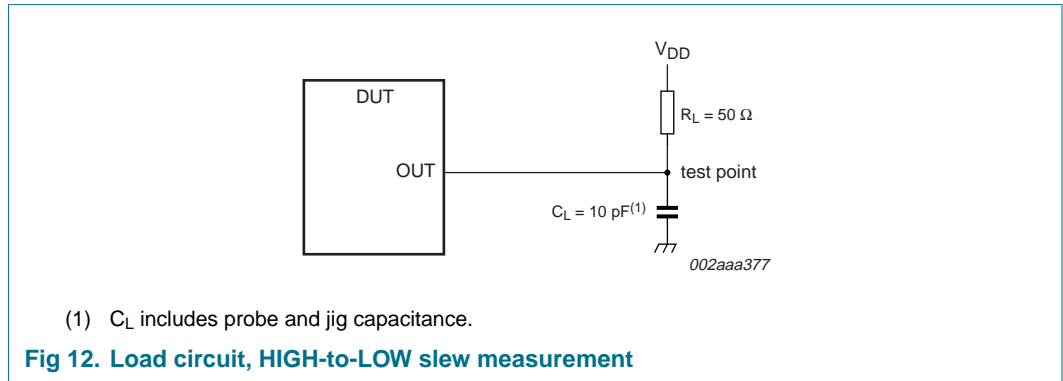 V_DD
DUT
R_L = 50 Ω
OUT
test point
C_L = 10 pF(1)
002aaa377
(1) C_L includes probe and jig capacitance.
Fig 12. Load circuit, HIGH-to-LOW slew measurement